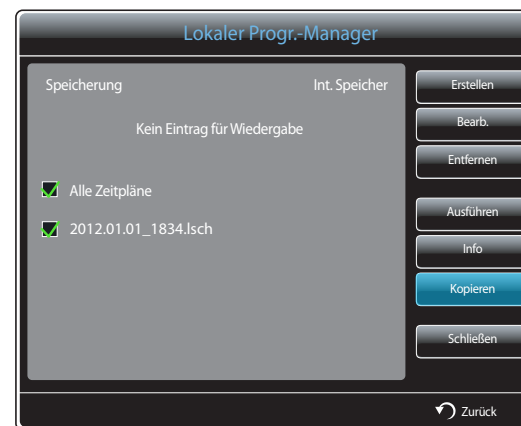 Lokaler Progr.-Manager
Speicherung Int. Speicher
Kein Eintrag für Wiedergabe
Alle Zeitpläne
2012.01.01_1834.lsch
Erstellen
Bearb.
Entfernen
Ausführen
Info
Kopieren
Schließen
Zurück